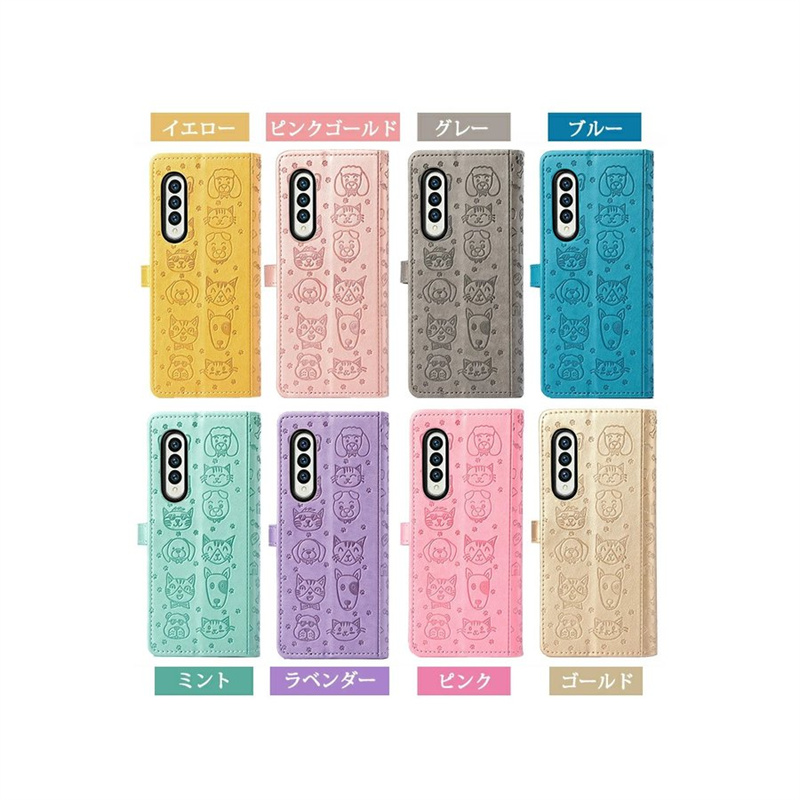 イエロー
ピンクゴールド
グレー
ブルー
ミント
ラベンダー
ピンク
ゴールド